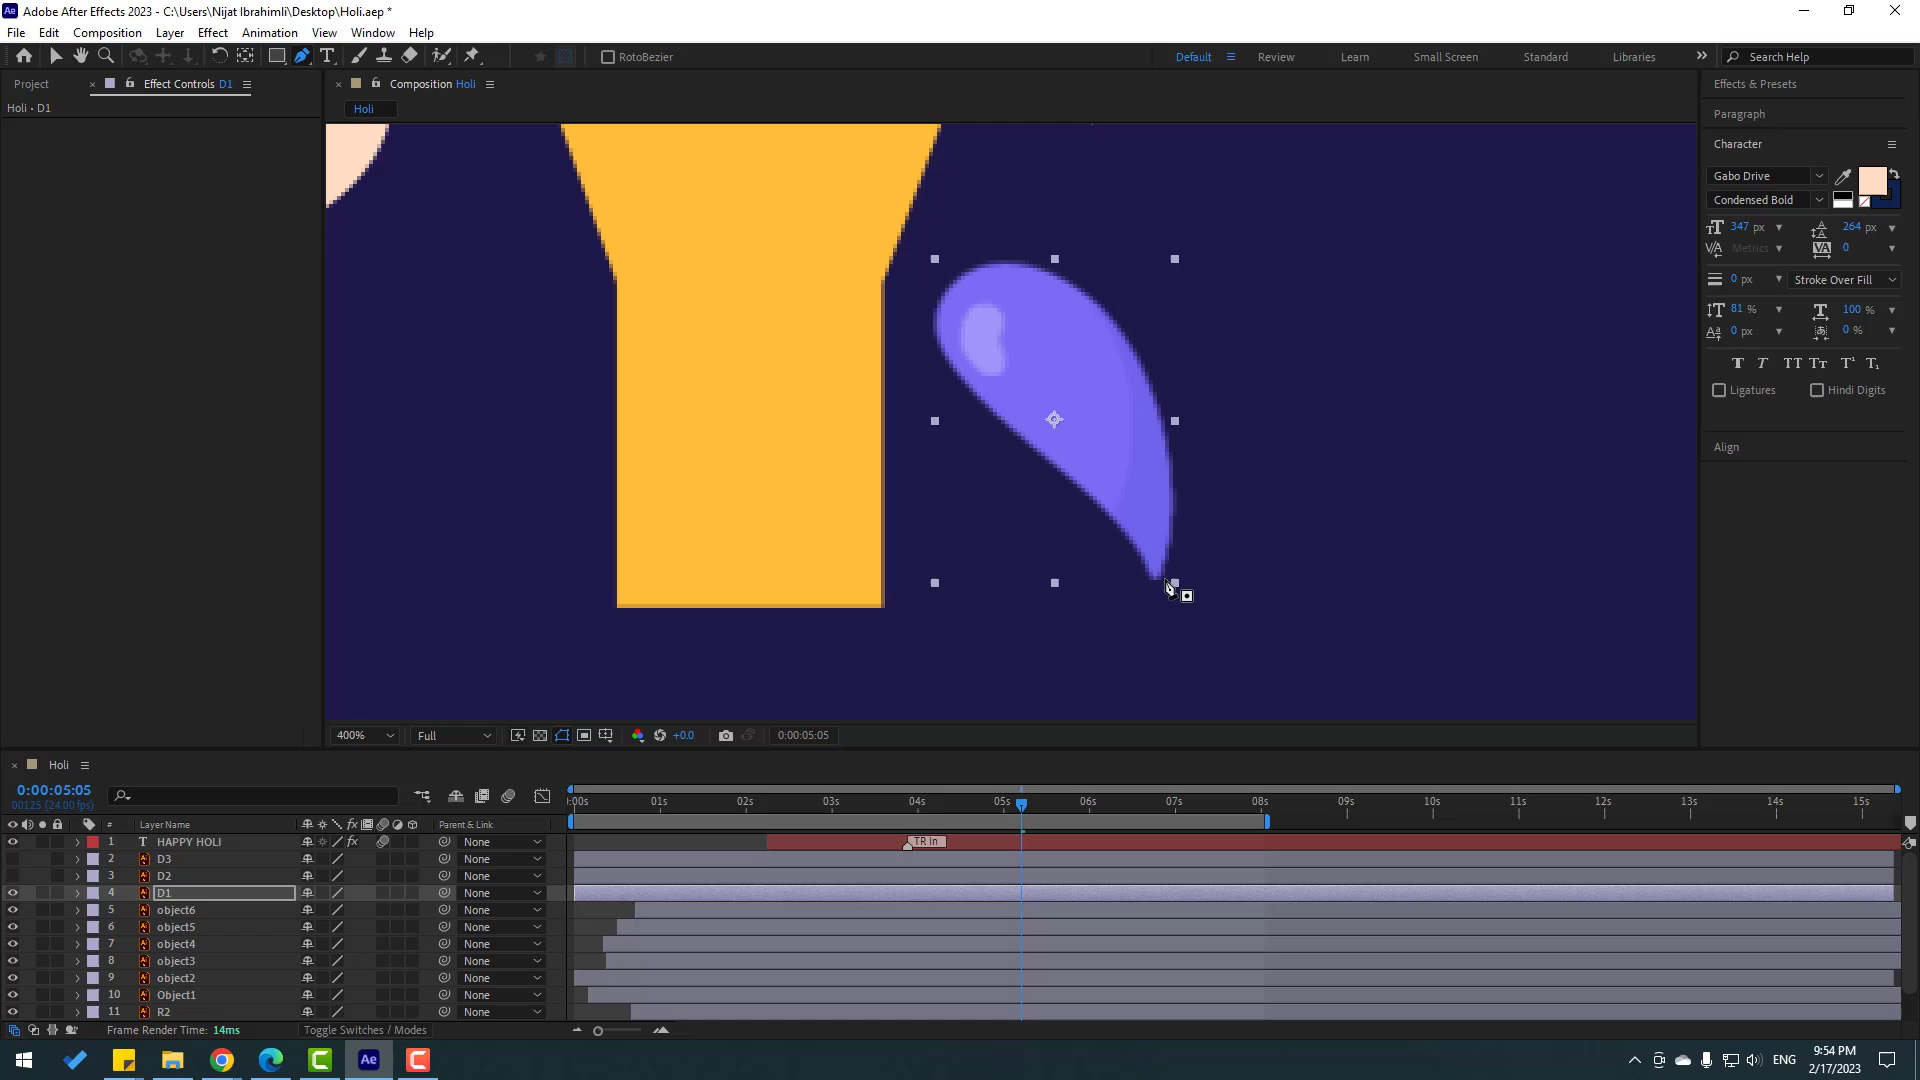 Adobe After Effects 2023 - C:\Users\Nijat Ibrahimli\Desktop\Holi.aep *
File Edit Composition Layer Effect Animation View Window Help
RotoBezier Default Review Learn Small Screen Standard Libraries Search Help
Project Effect Controls D1 Composition Holi
Holi • D1
Holi
Effects & Presets
Paragraph
Character
Gabo Drive
Condensed Bold
347 px 264 px
Metrics 0
0 px Stroke Over Fill
81 % 100 %
0 px 0 %
Ligatures Hindi Digits
Align
400% Full +0.0 0:00:05:05
Holi
0:00:05:05
00125 (24.00 fps)
:00s 01s 02s 03s 04s 05s 06s 07s 08s 09s 10s 11s 12s 13s 14s 15s
# Layer Name Parent & Link
1 HAPPY HOLI None TR In
2 D3 None
3 D2 None
4 D1 None
5 object6 None
6 object5 None
7 object4 None
8 object3 None
9 object2 None
10 Object1 None
11 R2 None
Frame Render Time: 14ms Toggle Switches / Modes
ENG
9:54 PM
2/17/2023